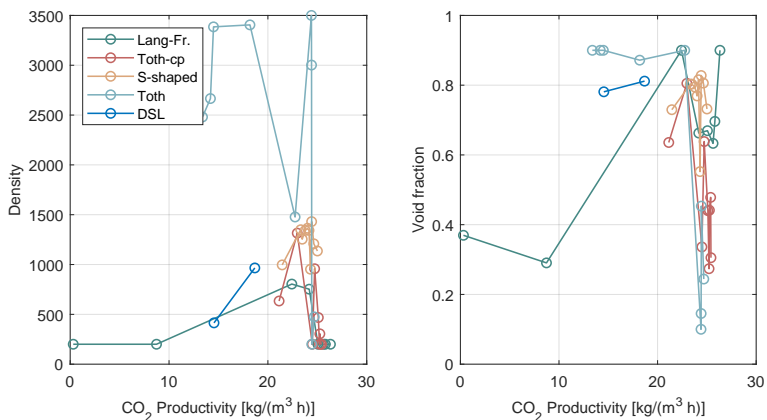 3500
3000
2500
2000
1500
1000
500
0
Density
Lang-Fr.
Toth-cp
S-shaped
Toth
DSL
0 10 20 30
CO2 Productivity [kg/(m3 h)]
1
0.8
0.6
0.4
0.2
0
Void fraction
0 10 20 30
CO2 Productivity [kg/(m3 h)]